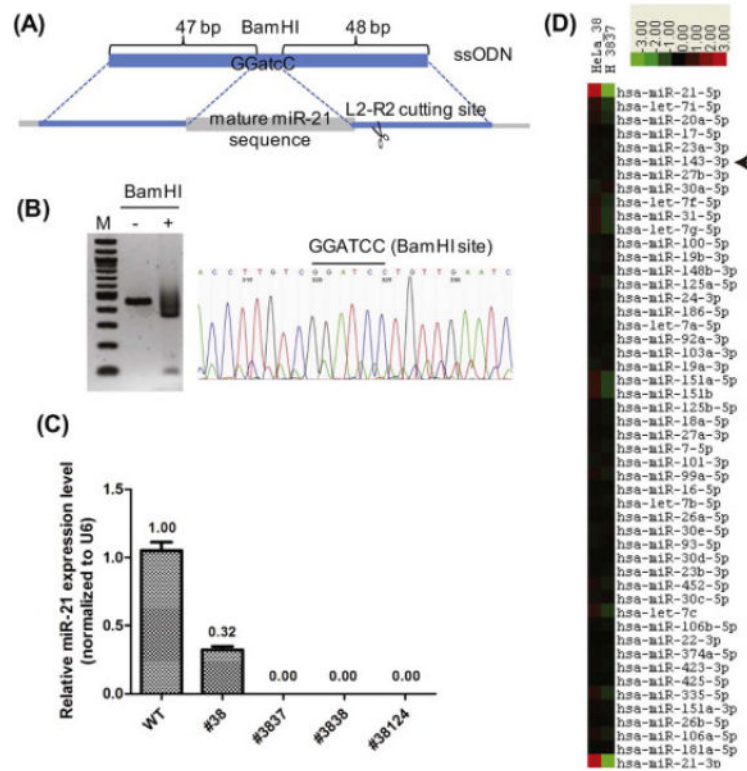 (A)
47 bp BamHI 48 bp
GGatcC
ssODN
L2-R2 cutting site
mature miR-21
sequence
(B)
BamHI
M - +
GGATCC (BamHI site)
A C C T T G T C G G A T C C T G T T G A A T C
(C)
Relative miR-21 expression level
(normalized to U6)
1.5
1.0
0.5
0.0
1.00
0.32
0.00
0.00
0.00
WT
#38
#3837
#3838
#38124
(D)
HeLa_38
H_3837
-3.00
-2.00
-1.00
0.00
1.00
2.00
3.00
hsa-miR-21-5p
hsa-let-7i-5p
hsa-miR-20a-5p
hsa-miR-17-5p
hsa-miR-23a-3p
hsa-miR-143-3p
hsa-miR-27b-3p
hsa-miR-30a-5p
hsa-let-7f-5p
hsa-miR-31-5p
hsa-let-7g-5p
hsa-miR-100-5p
hsa-miR-19b-3p
hsa-miR-148b-3p
hsa-miR-125a-5p
hsa-miR-24-3p
hsa-miR-186-5p
hsa-let-7a-5p
hsa-miR-92a-3p
hsa-miR-103a-3p
hsa-miR-19a-3p
hsa-miR-151a-5p
hsa-miR-151b
hsa-miR-125b-5p
hsa-miR-18a-5p
hsa-miR-27a-3p
hsa-miR-7-5p
hsa-miR-101-3p
hsa-miR-99a-5p
hsa-miR-16-5p
hsa-let-7b-5p
hsa-miR-26a-5p
hsa-miR-30e-5p
hsa-miR-93-5p
hsa-miR-30d-5p
hsa-miR-23b-3p
hsa-miR-452-5p
hsa-miR-30c-5p
hsa-let-7c
hsa-miR-106b-5p
hsa-miR-22-3p
hsa-miR-374a-5p
hsa-miR-423-3p
hsa-miR-425-5p
hsa-miR-335-5p
hsa-miR-151a-3p
hsa-miR-26b-5p
hsa-miR-106a-5p
hsa-miR-181a-5p
hsa-miR-21-3p